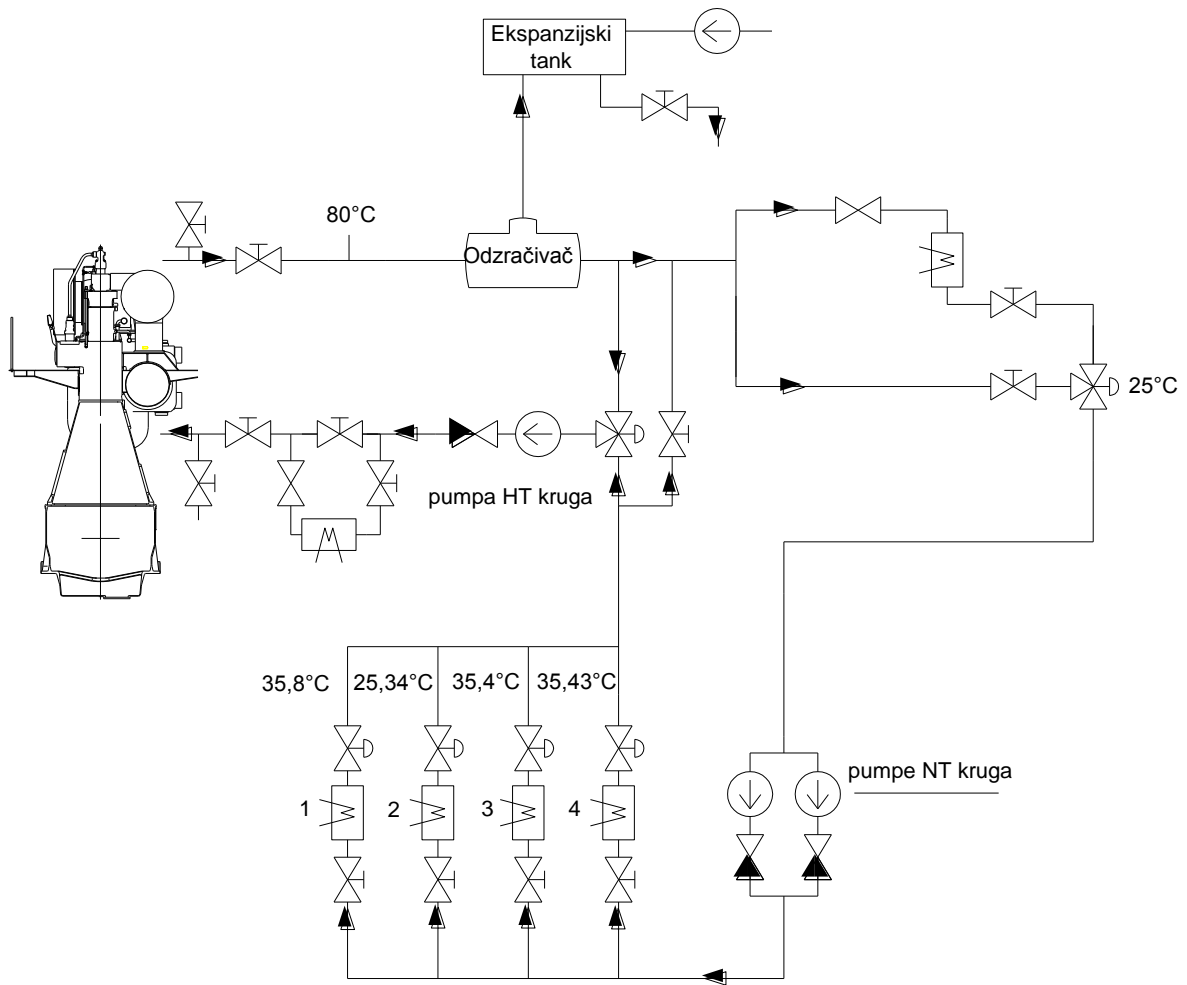 Ekspanzijski
tank
80°C
Odzračivač
25°C
pumpa HT kruga
35,8°C
25,34°C
35,4°C
35,43°C
pumpe NT kruga
1
2
3
4